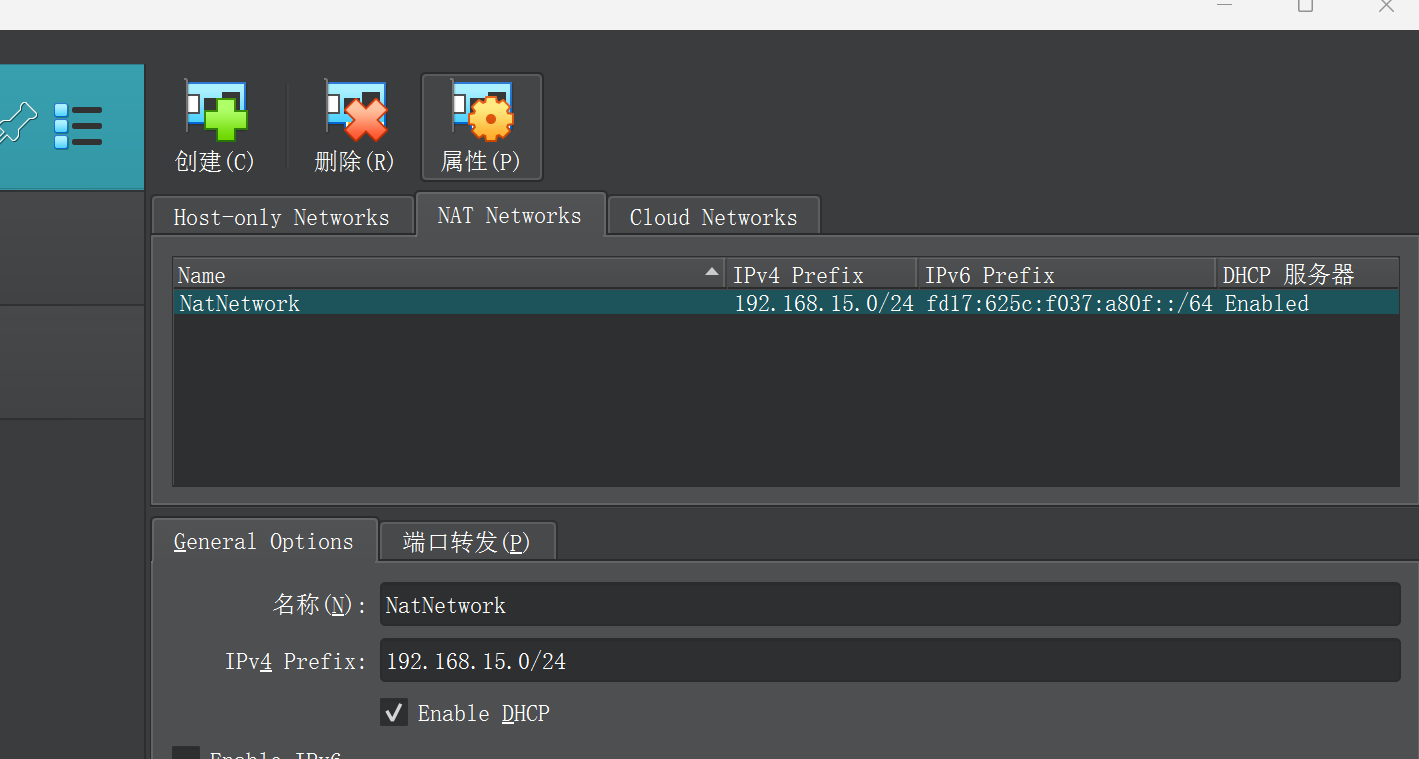 创建(C) 删除(R) 属性(P)
Host-only Networks NAT Networks Cloud Networks
Name IPv4 Prefix IPv6 Prefix DHCP 服务器
NatNetwork 192.168.15.0/24 fd17:625c:f037:a80f::/64 Enabled
General Options 端口转发(P)
名称(N): NatNetwork
IPv4 Prefix: 192.168.15.0/24
Enable DHCP
Enable IPv6